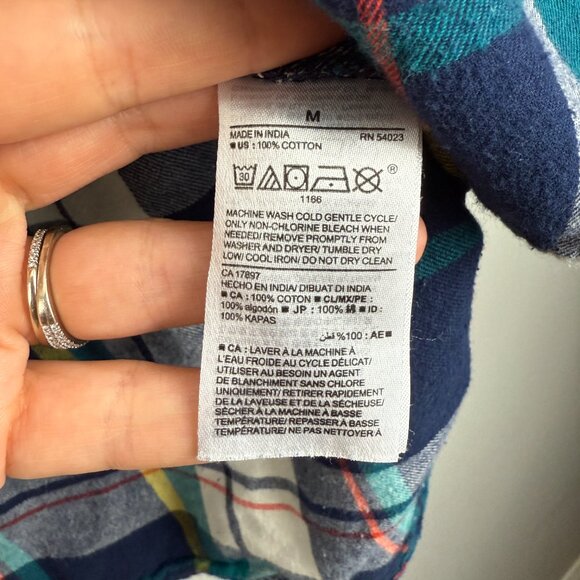 M
MADE IN INDIA RN 54023
■ US : 100% COTTON
30 ®
1166
MACHINE WASH COLD GENTLE CYCLE/
ONLY NON-CHLORINE BLEACH WHEN
NEEDED/ REMOVE PROMPTLY FROM
WASHER AND DRYER/ TUMBLE DRY
LOW/ COOL IRON/ DO NOT DRY CLEAN
CA 17897
HECHO EN INDIA/ DIBUAT DI INDIA
■ CA : 100% COTON ■ CL/MX/PE :
100% algodón ■ JP : 100% 綿 ■ ID :
100% KAPAS
قطن %100 : AE ■
■ CA : LAVER À LA MACHINE À
L'EAU FROIDE AU CYCLE DÉLICAT/
UTILISER AU BESOIN UN AGENT
DE BLANCHIMENT SANS CHLORE
UNIQUEMENT/ RETIRER RAPIDEMENT
DE LA LAVEUSE ET DE LA SÉCHEUSE/
SÉCHER À LA MACHINE À BASSE
TEMPÉRATURE/ REPASSER À BASSE
TEMPÉRATURE/ NE PAS NETTOYER À